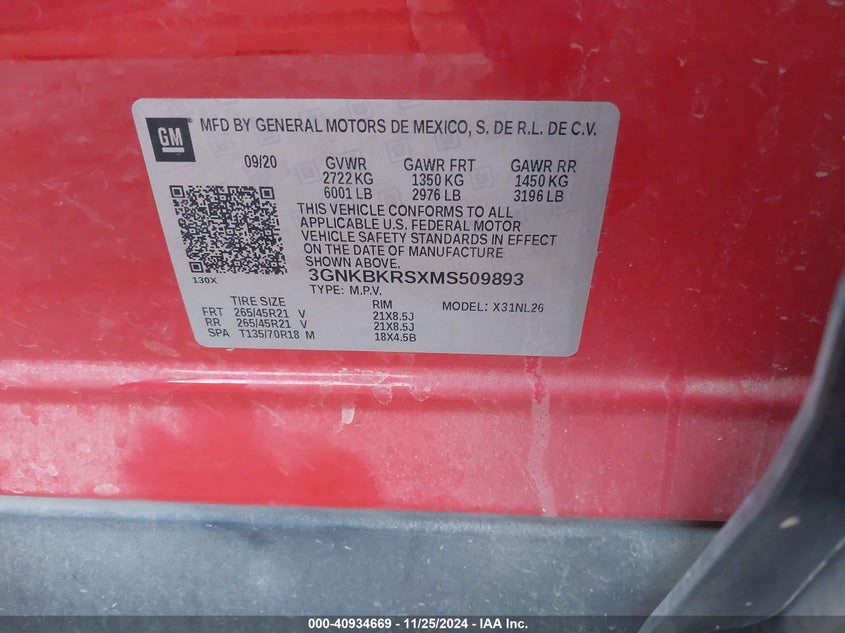 GM ® MFD BY GENERAL MOTORS DE MEXICO, S. DE R.L. DE C.V.
09/20 GVWR GAWR FRT GAWR RR
2722 KG 1350 KG 1450 KG
6001 LB 2976 LB 3196 LB
THIS VEHICLE CONFORMS TO ALL
APPLICABLE U.S. FEDERAL MOTOR
VEHICLE SAFETY STANDARDS IN EFFECT
ON THE DATE OF MANUFACTURE
SHOWN ABOVE.
130X 3GNKBKRSXMS509893
TYPE: M.P.V.
TIRE SIZE RIM MODEL: X31NL26
FRT 265/45R21 V 21X8.5J
RR 265/45R21 V 21X8.5J
SPA T135/70R18 M 18X4.5B
000-40934669 - 11/25/2024 - IAA Inc.